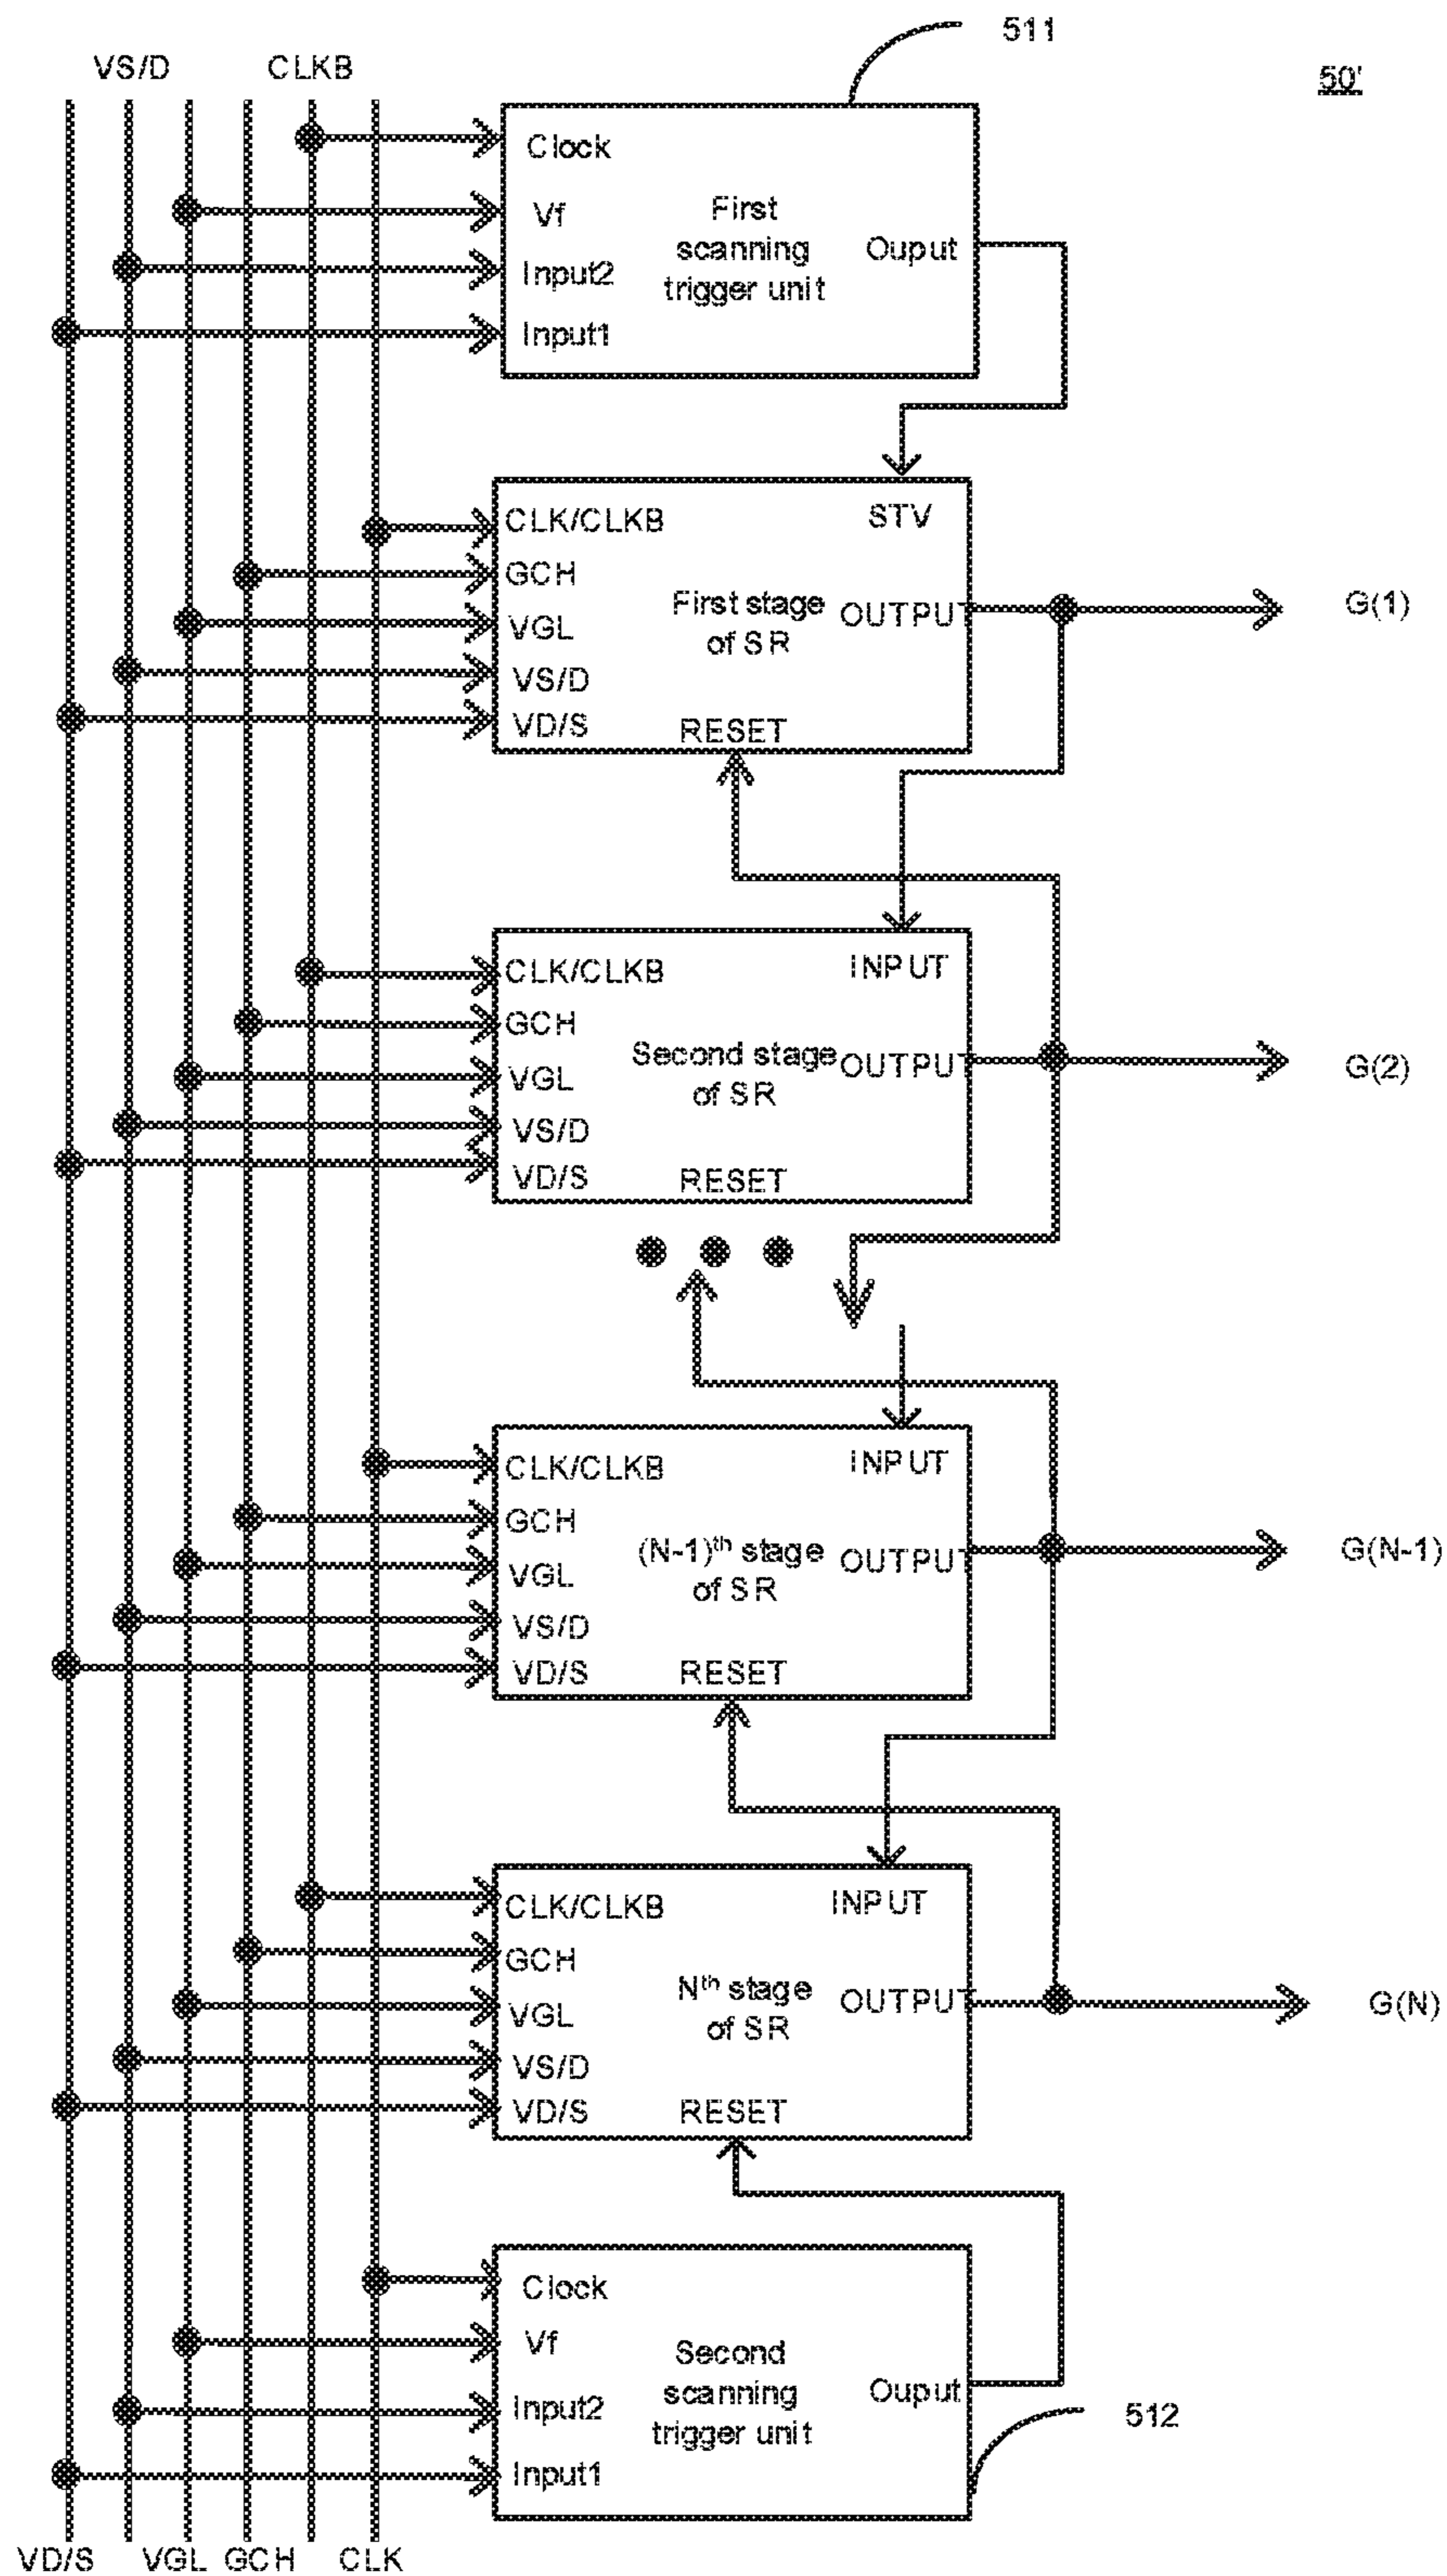 511
VS/D CLKB
50'
Clock
Vf
Input2
Input1
First
scanning
trigger unit
Ouput
CLK/CLKB
STV
GCH
VGL
VS/D
VD/S
First stage
of SR
OUTPUT
RESET
G(1)
CLK/CLKB
INPUT
GCH
VGL
VS/D
VD/S
Second stage
of SR
OUTPUT
RESET
G(2)
CLK/CLKB
INPUT
GCH
VGL
VS/D
VD/S
(N-1)th stage
of SR
OUTPUT
RESET
G(N-1)
CLK/CLKB
INPUT
GCH
VGL
VS/D
VD/S
Nth stage
of SR
OUTPUT
RESET
G(N)
Clock
Vf
Input2
Input1
Second
scanning
trigger unit
Ouput
512
VD/S VGL GCH CLK